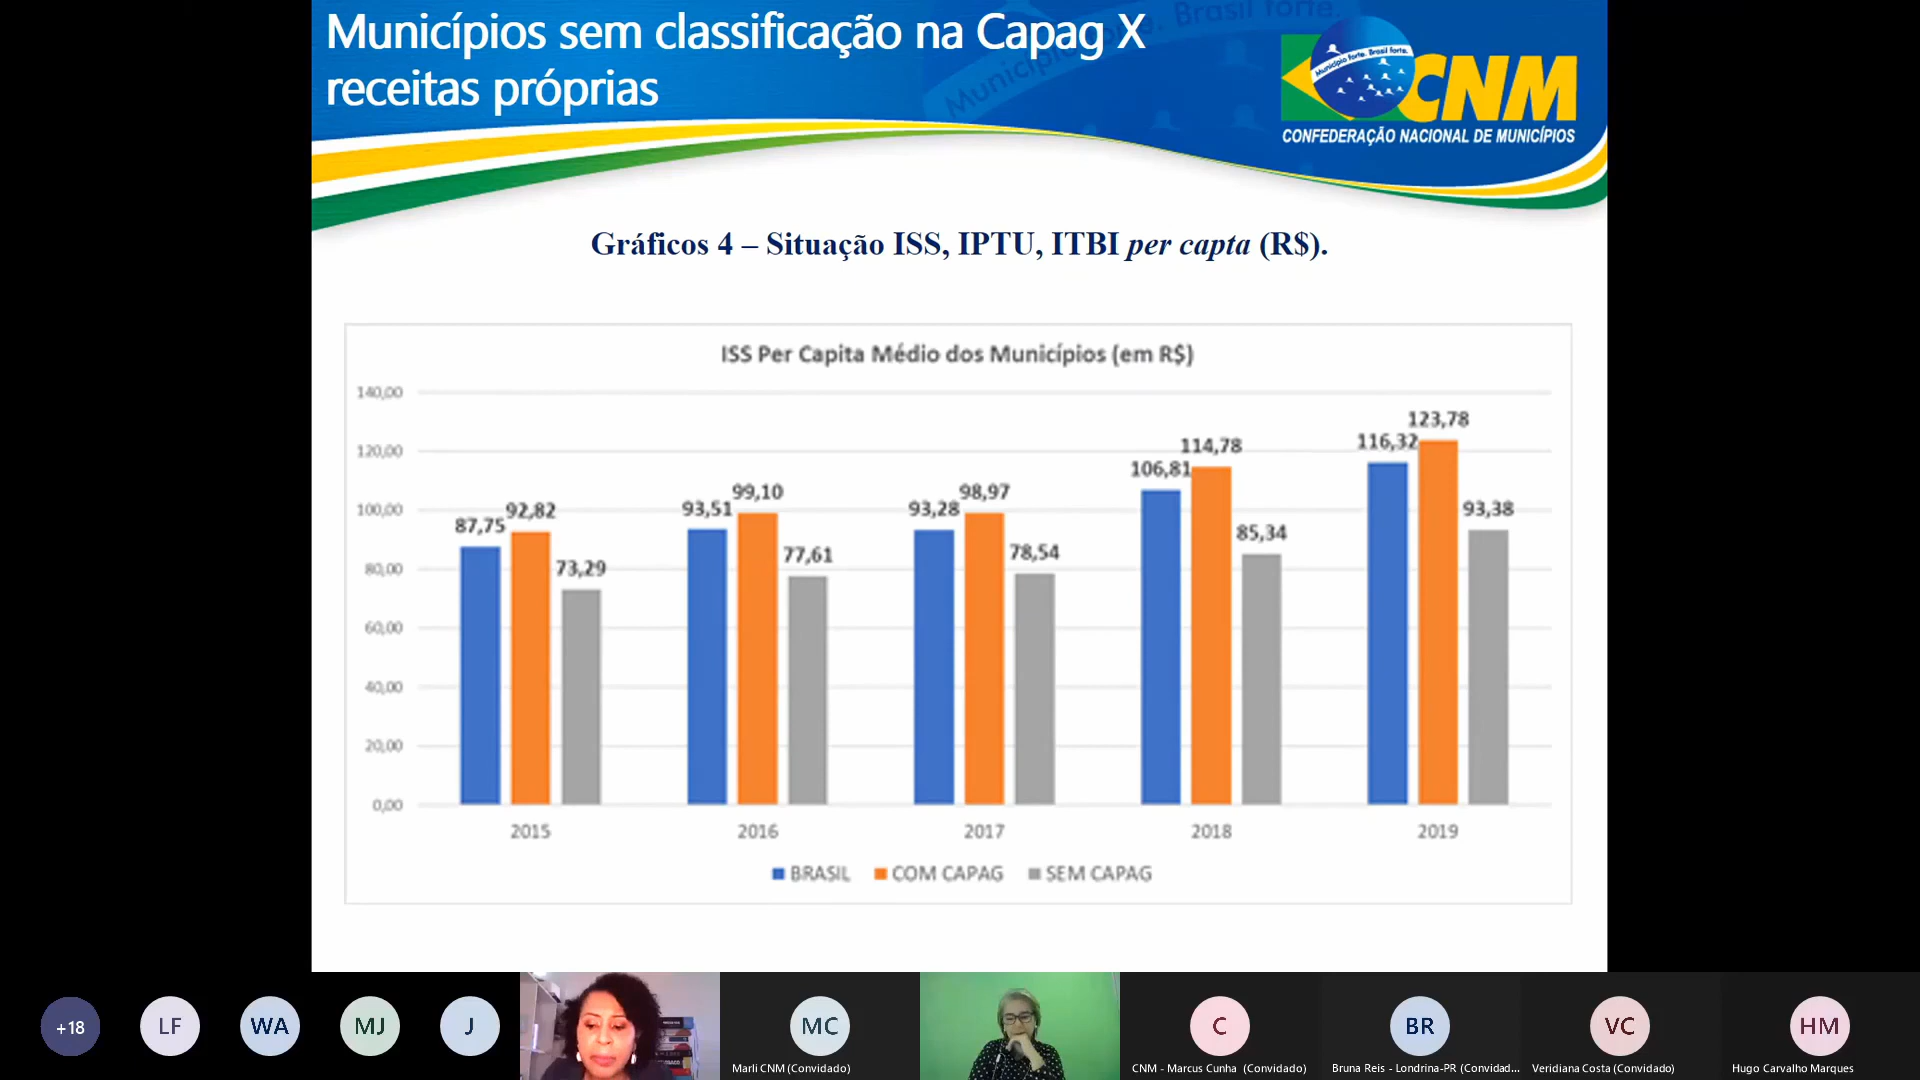 Municípios sem classificação na Capag X
receitas próprias
Município forte. Brasil forte.
CNM
CONFEDERAÇÃO NACIONAL DE MUNICÍPIOS
Gráficos 4 – Situação ISS, IPTU, ITBI per capta (R$).
ISS Per Capita Médio dos Municípios (em R$)
140,00
120,00
100,00
80,00
60,00
40,00
20,00
0,00
87,75
92,82
73,29
93,51
99,10
77,61
93,28
98,97
78,54
106,81
114,78
85,34
116,32
123,78
93,38
2015 2016 2017 2018 2019
BRASIL COM CAPAG SEM CAPAG
+18
LF
WA
MJ
J
MC
C
BR
VC
HM
Marli CNM (Convidado)
CNM - Marcus Cunha (Convidado)
Bruna Reis - Londrina-PR (Convidad...
Veridiana Costa (Convidado)
Hugo Carvalho Marques